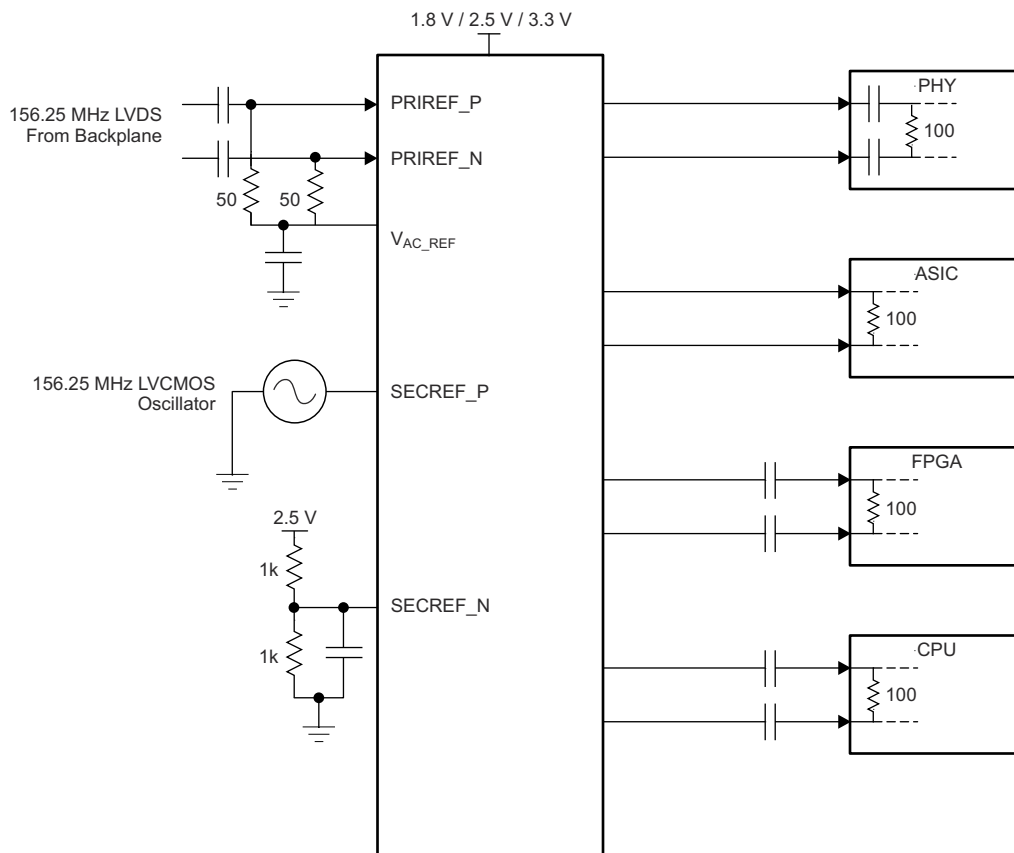 1.8 V / 2.5 V / 3.3 V
156.25 MHz LVDS
From Backplane
PRIREF_P
PRIREF_N
50
50
VAC_REF
156.25 MHz LVCMOS
Oscillator
SECREF_P
2.5 V
1k
SECREF_N
1k
PHY
100
ASIC
100
FPGA
100
CPU
100